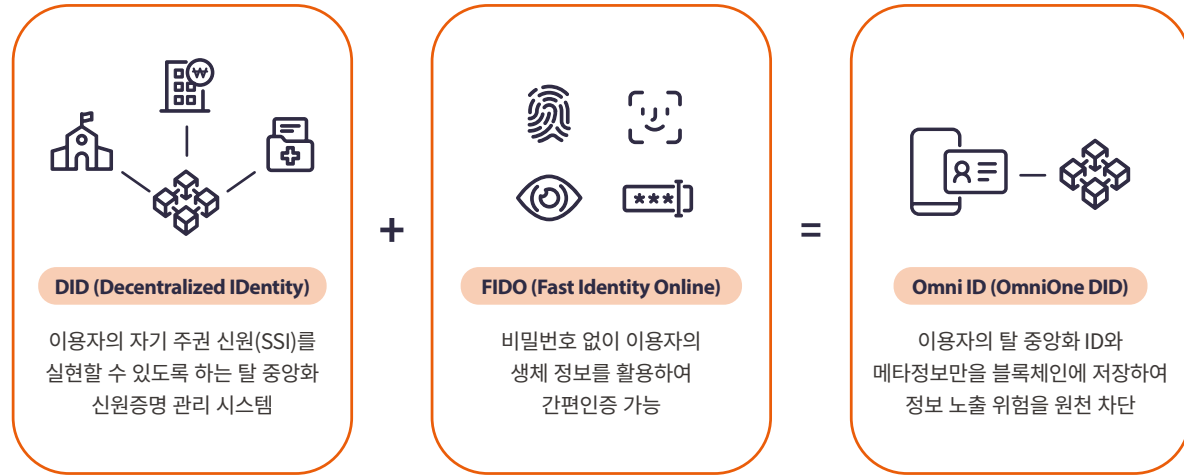 ₩
DID (Decentralized IDentity)
이용자의 자기 주권 신원(SSI)를
실현할 수 있도록 하는 탈 중앙화
신원증명 관리 시스템
+
***
FIDO (Fast Identity Online)
비밀번호 없이 이용자의
생체 정보를 활용하여
간편인증 가능
=
Omni ID (OmniOne DID)
이용자의 탈 중앙화 ID와
메타정보만을 블록체인에 저장하여
정보 노출 위험을 원천 차단